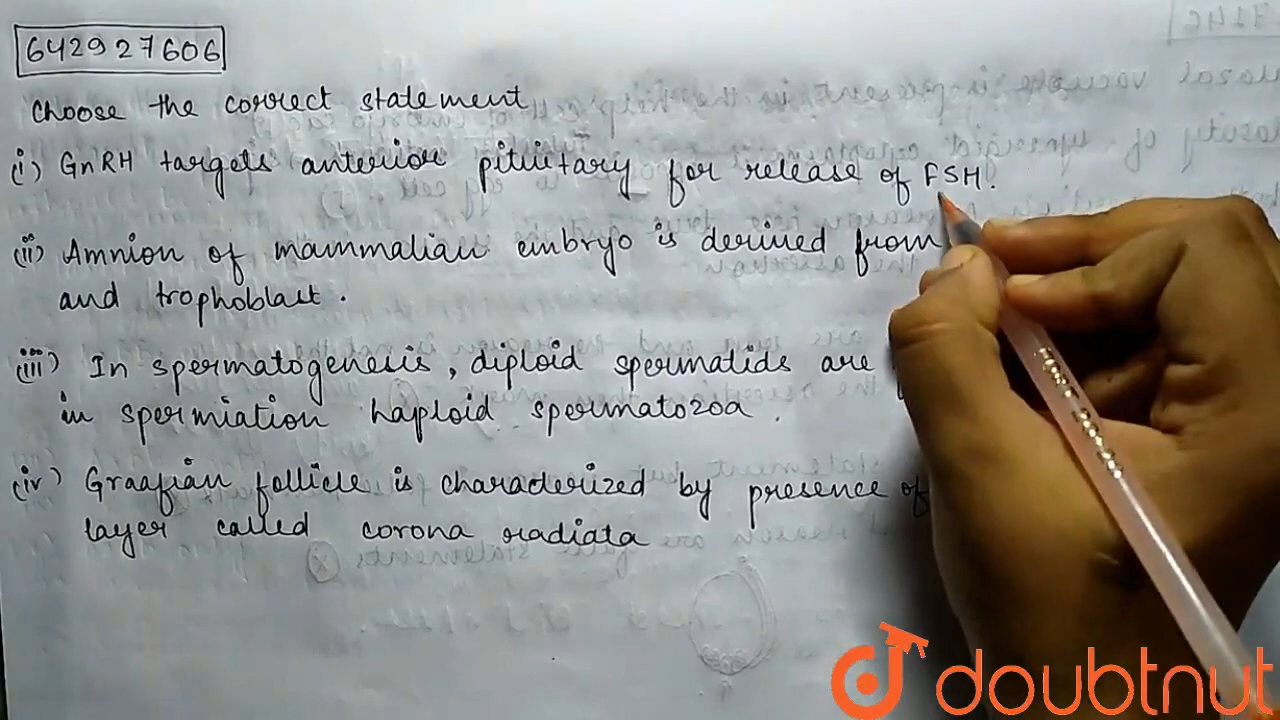 642927606
Choose the correct statement
(i) GnRH targets anterior pituitary for release of FSH.
(ii) Amnion of mammalian embryo is derived from
and trophoblast.
(iii) In spermatogenesis, diploid spermatids are
in spermiation haploid spermatozoa.
(iv) Graafian follicle is characterized by presence of
layer called corona radiata
doubtnut